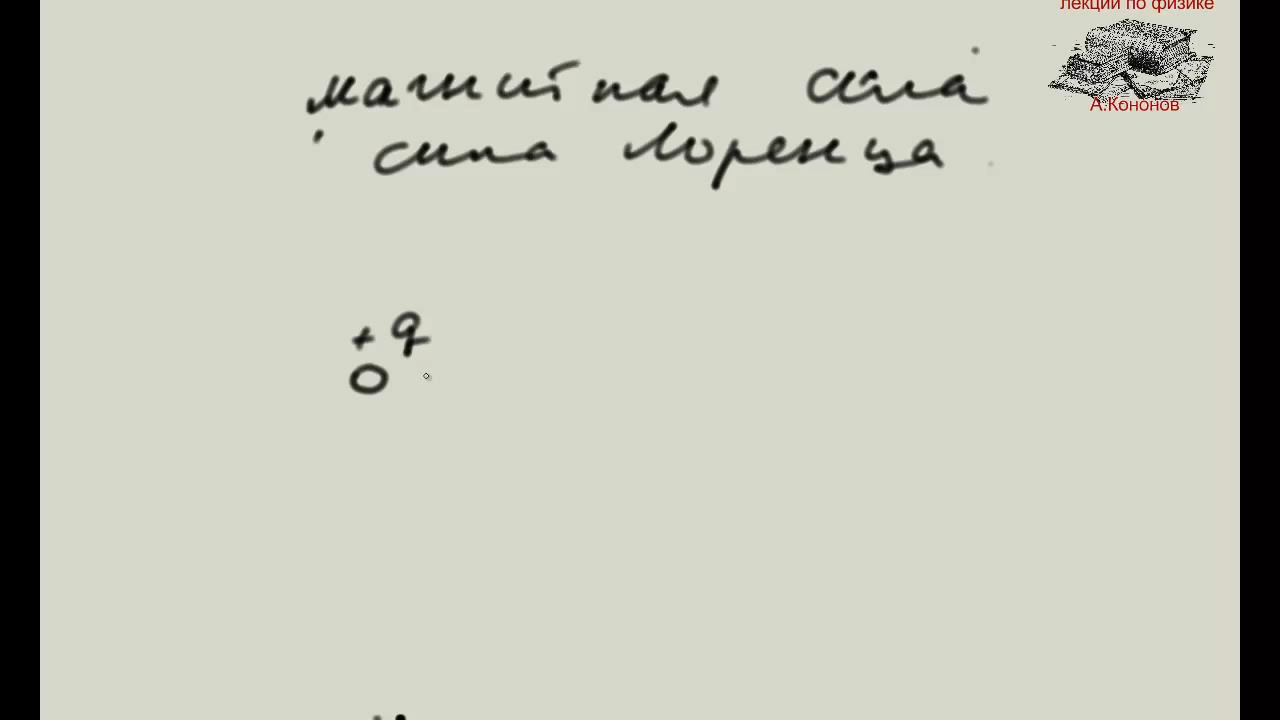 лекции по физике
А.Кононов
магнитная сила
сила Лоренца
+ q